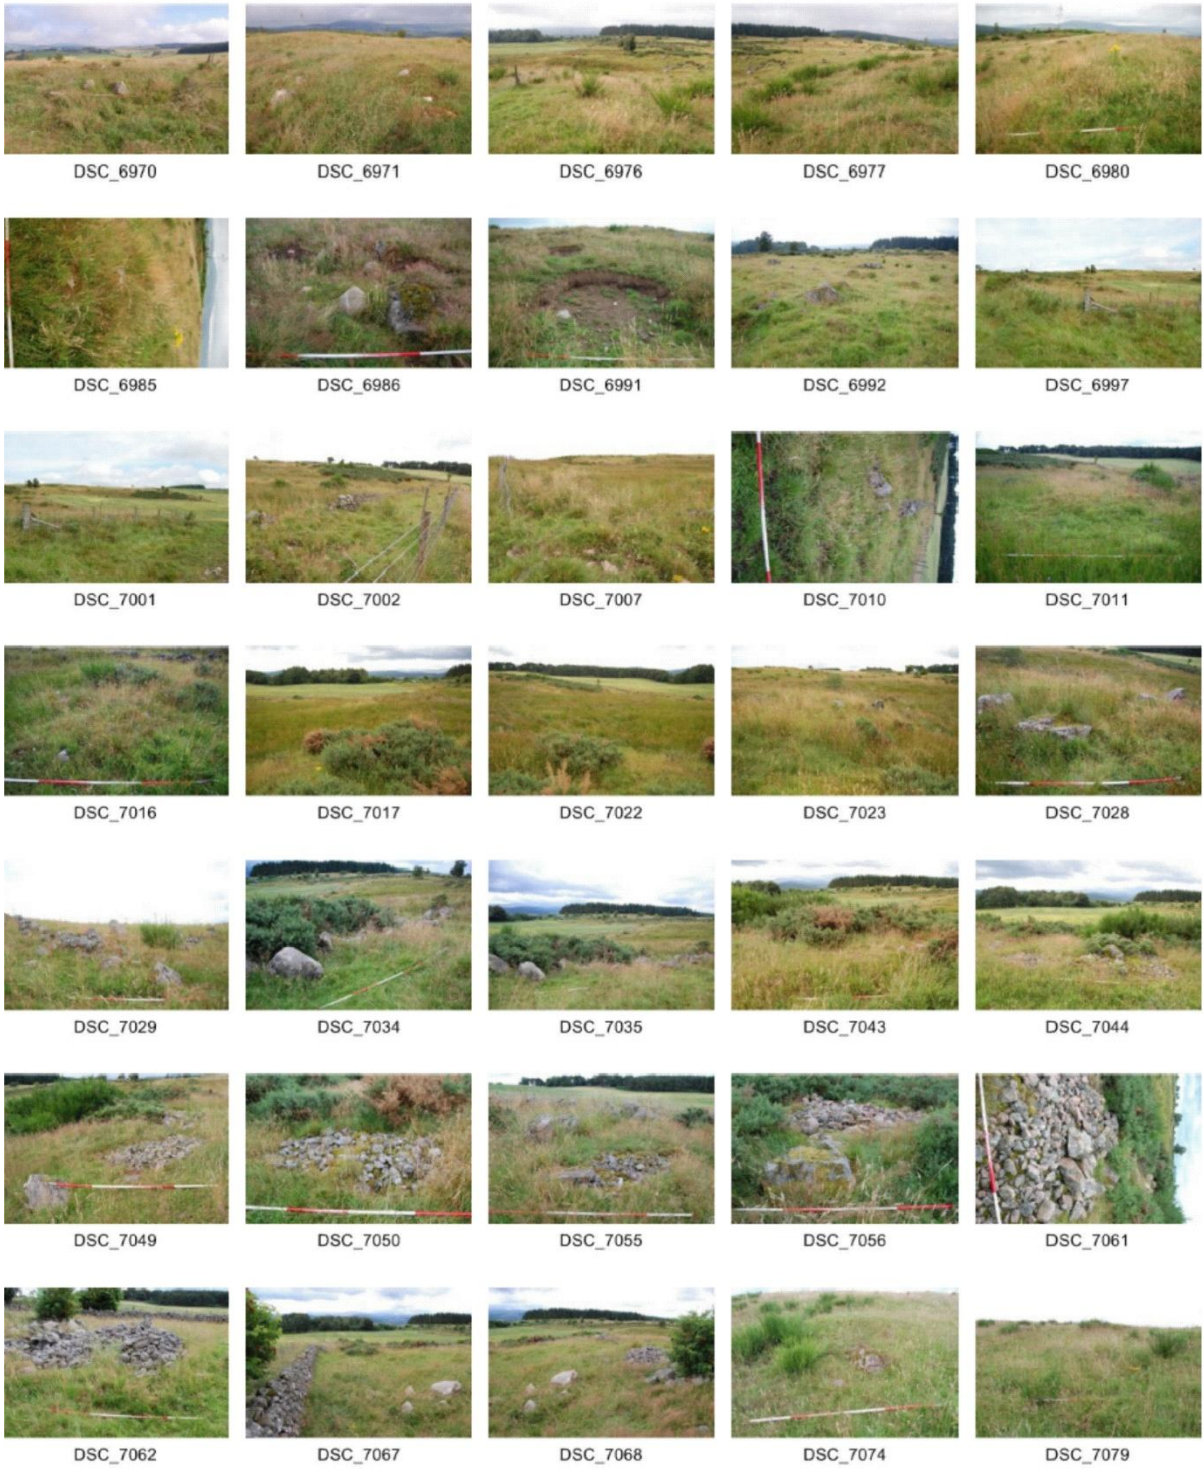 DSC_6970 DSC_6971 DSC_6976 DSC_6977 DSC_6980
DSC_6985 DSC_6986 DSC_6991 DSC_6992 DSC_6997
DSC_7001 DSC_7002 DSC_7007 DSC_7010 DSC_7011
DSC_7016 DSC_7017 DSC_7022 DSC_7023 DSC_7028
DSC_7029 DSC_7034 DSC_7035 DSC_7043 DSC_7044
DSC_7049 DSC_7050 DSC_7055 DSC_7056 DSC_7061
DSC_7062 DSC_7067 DSC_7068 DSC_7074 DSC_7079